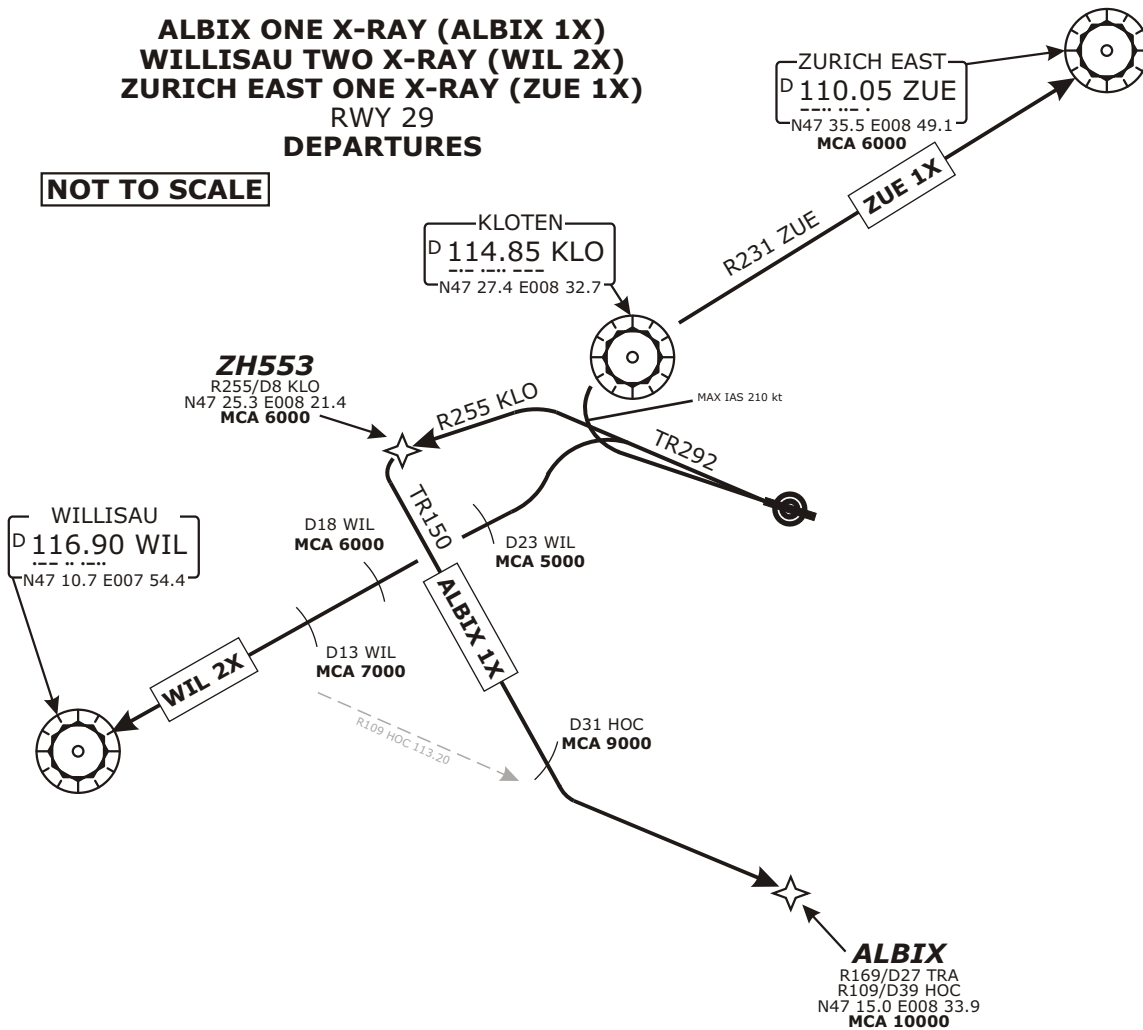 ALBIX ONE X-RAY (ALBIX 1X)
WILLISAU TWO X-RAY (WIL 2X)
ZURICH EAST ONE X-RAY (ZUE 1X)
RWY 29
DEPARTURES
NOT TO SCALE
ZURICH EAST
D 110.05 ZUE
N47 35.5 E008 49.1
MCA 6000
ZUE 1X
R231 ZUE
KLOTEN
D 114.85 KLO
N47 27.4 E008 32.7
ZH553
R255/D8 KLO
N47 25.3 E008 21.4
MCA 6000
R255 KLO
MAX IAS 210 kt
TR292
TR150
WILLISAU
D 116.90 WIL
N47 10.7 E007 54.4
D18 WIL
MCA 6000
D23 WIL
MCA 5000
ALBIX 1X
D13 WIL
MCA 7000
WIL 2X
R109 HOC 113.20
D31 HOC
MCA 9000
ALBIX
R169/D27 TRA
R109/D39 HOC
N47 15.0 E008 33.9
MCA 10000